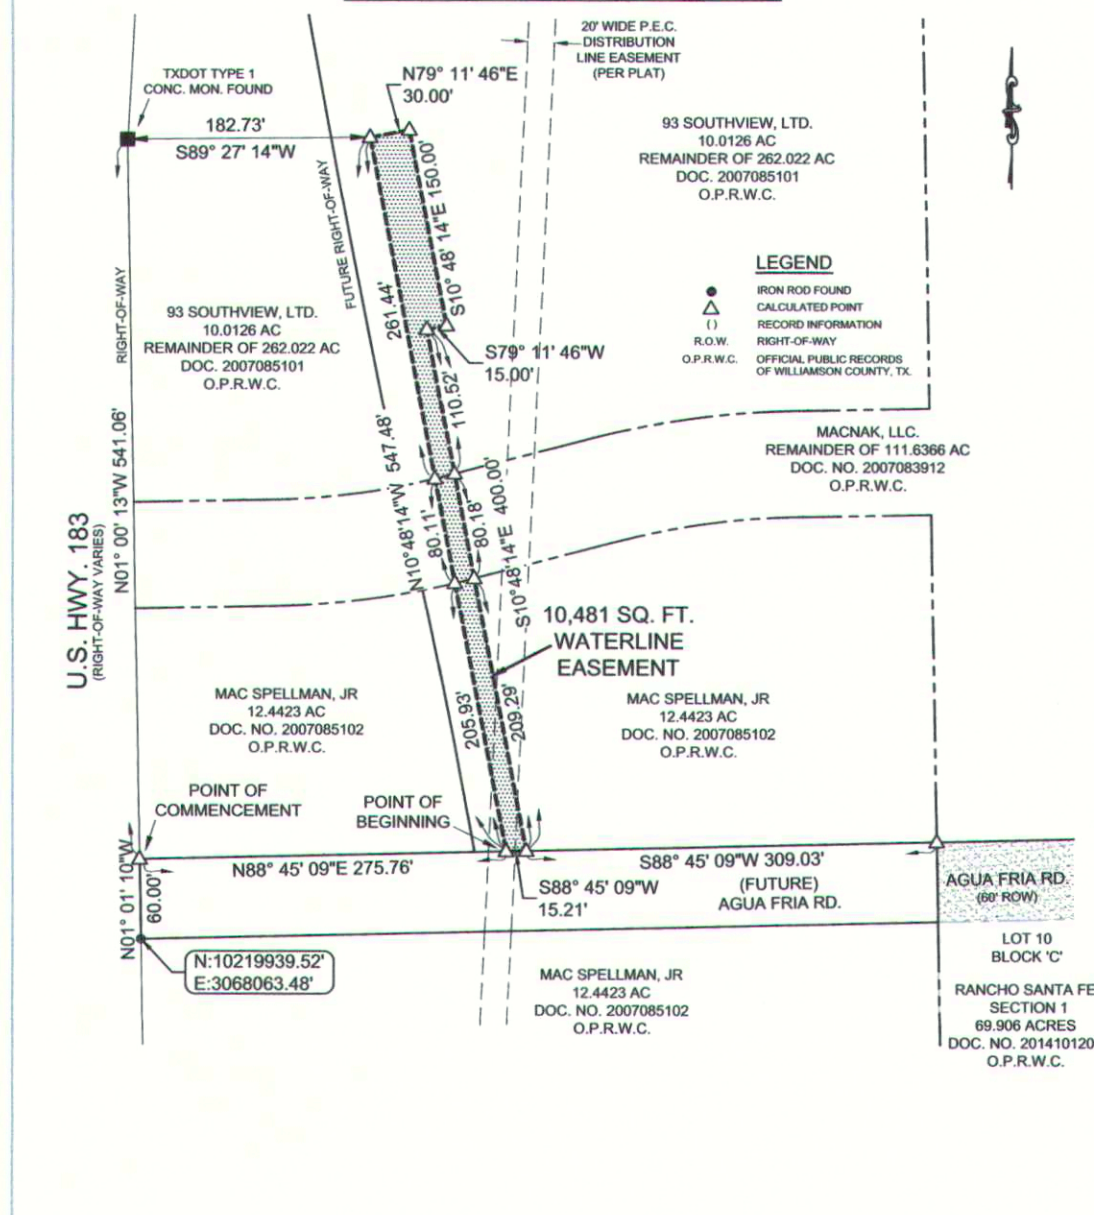 20' WIDE P.E.C.
DISTRIBUTION
LINE EASEMENT
(PER PLAT)
TXDOT TYPE 1
CONC. MON. FOUND
N79° 11' 46"E
30.00'
182.73'
S89° 27' 14"W
93 SOUTHVIEW, LTD.
10.0126 AC
REMAINDER OF 262.022 AC
DOC. 2007085101
O.P.R.W.C.
FUTURE RIGHT-OF-WAY
S10° 48' 14"E 150.00'
261.44'
LEGEND
IRON ROD FOUND
CALCULATED POINT
( ) RECORD INFORMATION
R.O.W. RIGHT-OF-WAY
O.P.R.W.C. OFFICIAL PUBLIC RECORDS
OF WILLIAMSON COUNTY, TX.
RIGHT-OF-WAY
93 SOUTHVIEW, LTD.
10.0126 AC
REMAINDER OF 262.022 AC
DOC. 2007085101
O.P.R.W.C.
S79° 11' 46"W
15.00'
110.52'
MACNAK, LLC.
REMAINDER OF 111.6366 AC
DOC. NO. 2007083912
O.P.R.W.C.
U.S. HWY. 183
(RIGHT-OF-WAY VARIES)
N01° 00' 13"W 541.06'
N10°48'14"W 547.48'
80.11'
80.18'
S10°48'14"E 400.00'
10,481 SQ. FT.
WATERLINE
EASEMENT
MAC SPELLMAN, JR
12.4423 AC
DOC. NO. 2007085102
O.P.R.W.C.
205.93'
209.29'
MAC SPELLMAN, JR
12.4423 AC
DOC. NO. 2007085102
O.P.R.W.C.
POINT OF
COMMENCEMENT
POINT OF
BEGINNING
N01° 01' 10"W
60.00'
N88° 45' 09"E 275.76'
S88° 45' 09"W
15.21'
S88° 45' 09"W 309.03'
(FUTURE)
AGUA FRIA RD.
AGUA FRIA RD.
(60' ROW)
N:10219939.52'
E:3068063.48'
MAC SPELLMAN, JR
12.4423 AC
DOC. NO. 2007085102
O.P.R.W.C.
LOT 10
BLOCK 'C'
RANCHO SANTA FE
SECTION 1
69.906 ACRES
DOC. NO. 201410120
O.P.R.W.C.